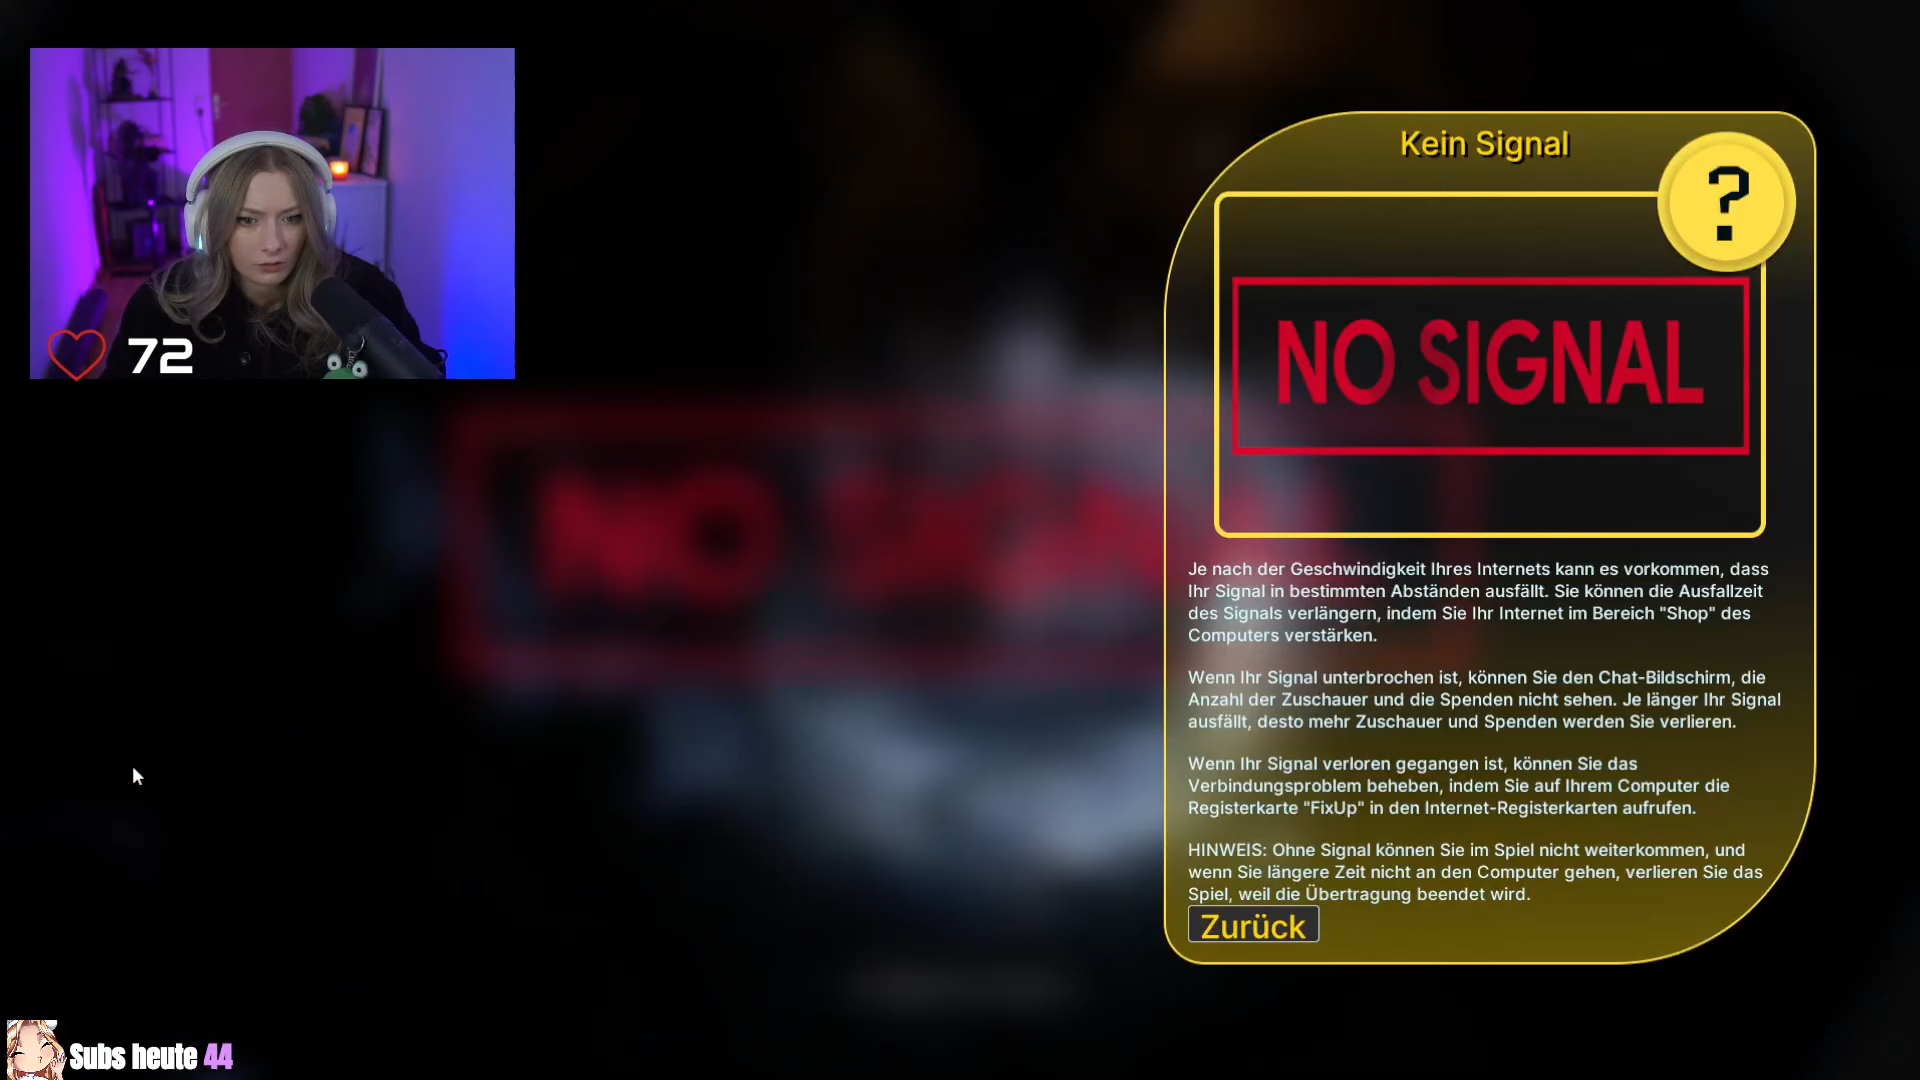 Kein Signal
?
NO SIGNAL
72
NO
Je nach der Geschwindigkeit Ihres Internets kann es vorkommen, dass
Ihr Signal in bestimmten Abständen ausfällt. Sie können die Ausfallzeit
des Signals verlängern, indem Sie Ihr Internet im Bereich "Shop" des
Computers verstärken.
Wenn Ihr Signal unterbrochen ist, können Sie den Chat-Bildschirm, die
Anzahl der Zuschauer und die Spenden nicht sehen. Je länger Ihr Signal
ausfällt, desto mehr Zuschauer und Spenden werden Sie verlieren.
Wenn Ihr Signal verloren gegangen ist, können Sie das
Verbindungsproblem beheben, indem Sie auf Ihrem Computer die
Registerkarte "FixUp" in den Internet-Registerkarten aufrufen.
HINWEIS: Ohne Signal können Sie im Spiel nicht weiterkommen, und
wenn Sie längere Zeit nicht an den Computer gehen, verlieren Sie das
Spiel, weil die Übertragung beendet wird.
Zurück
Subs heute 44